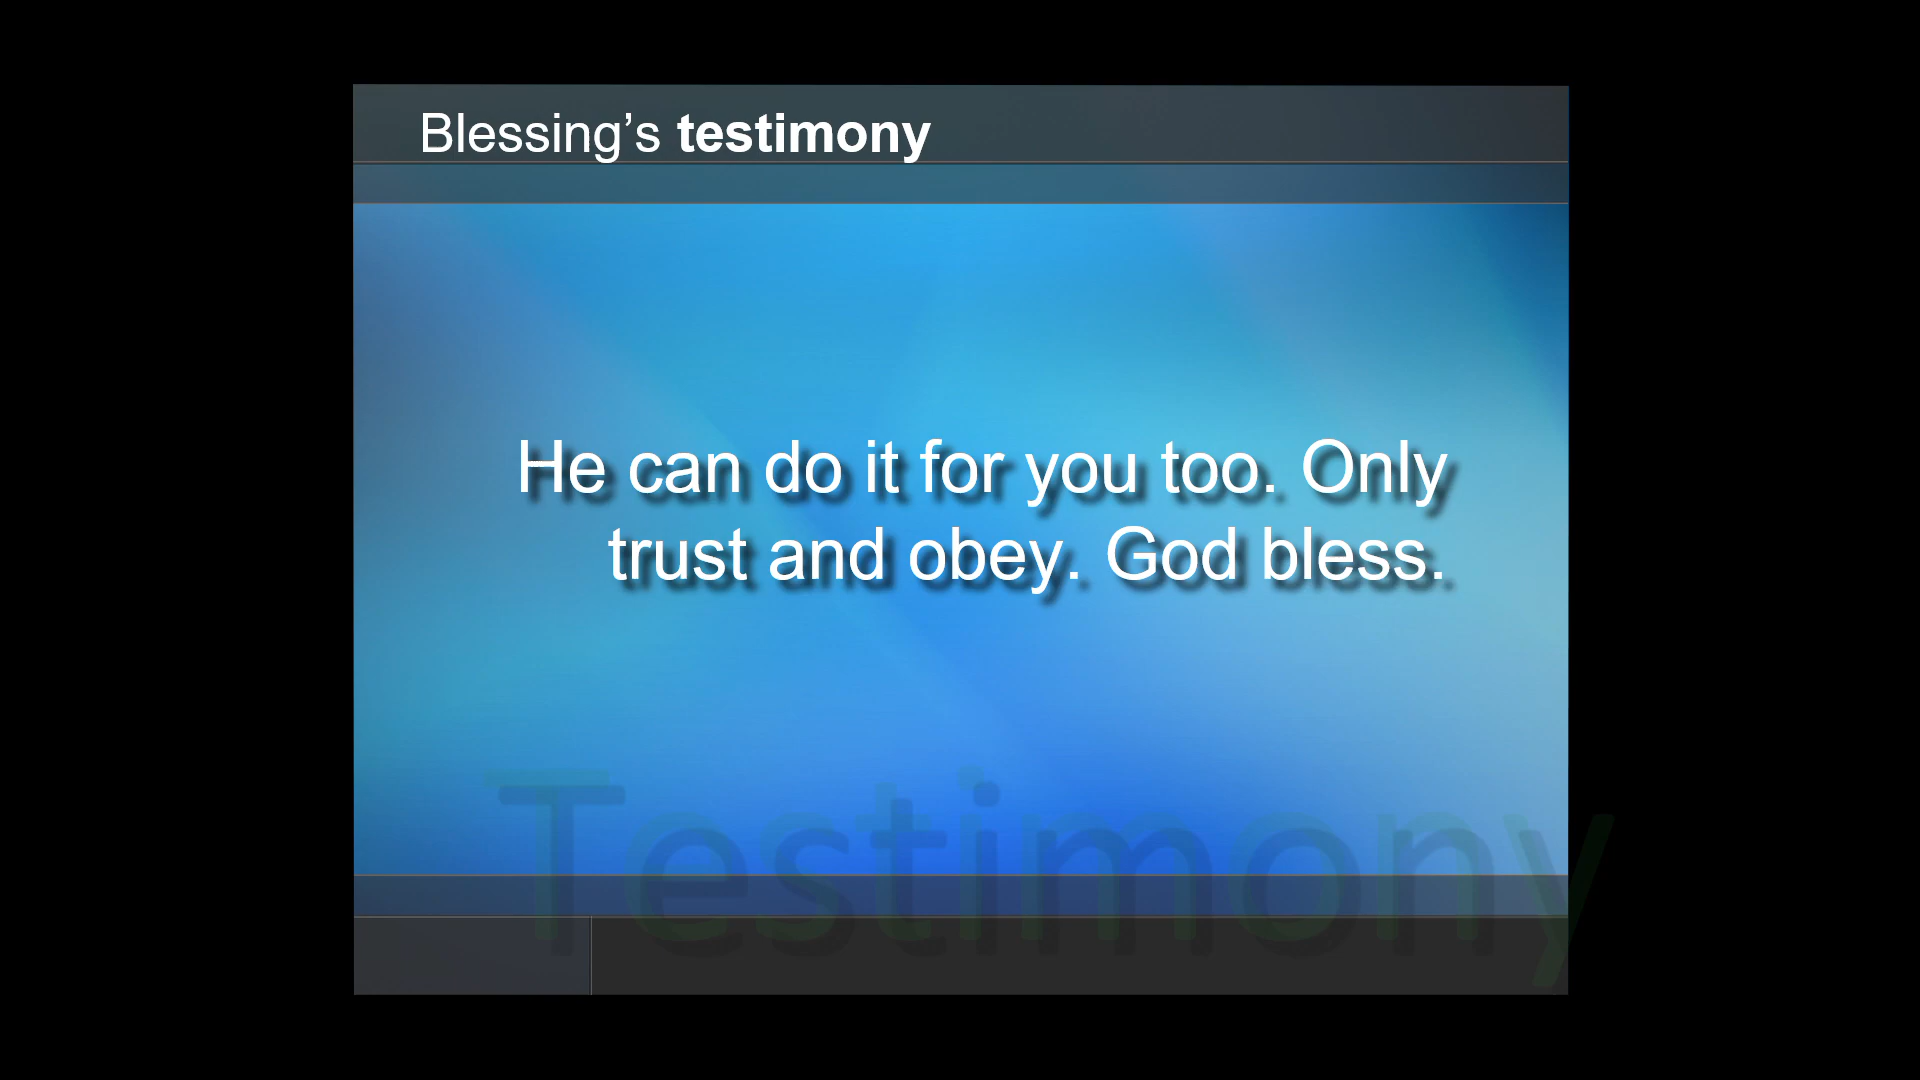 Blessing’s testimony
He can do it for you too. Only
trust and obey. God bless.
Testimony